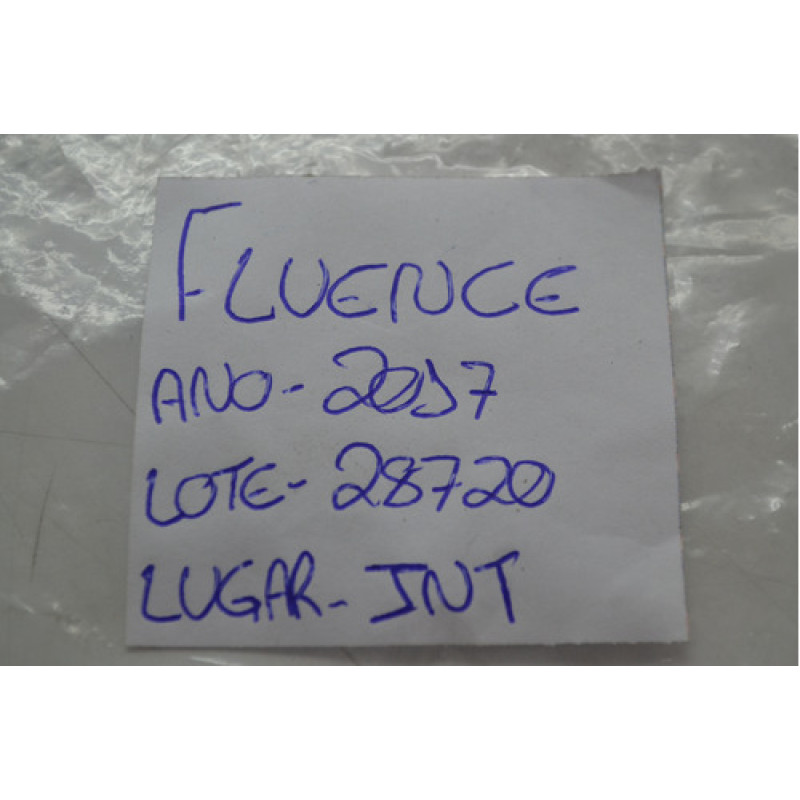 FLUENCE
ANO-2017
LOTE-28720
LUGAR-INT